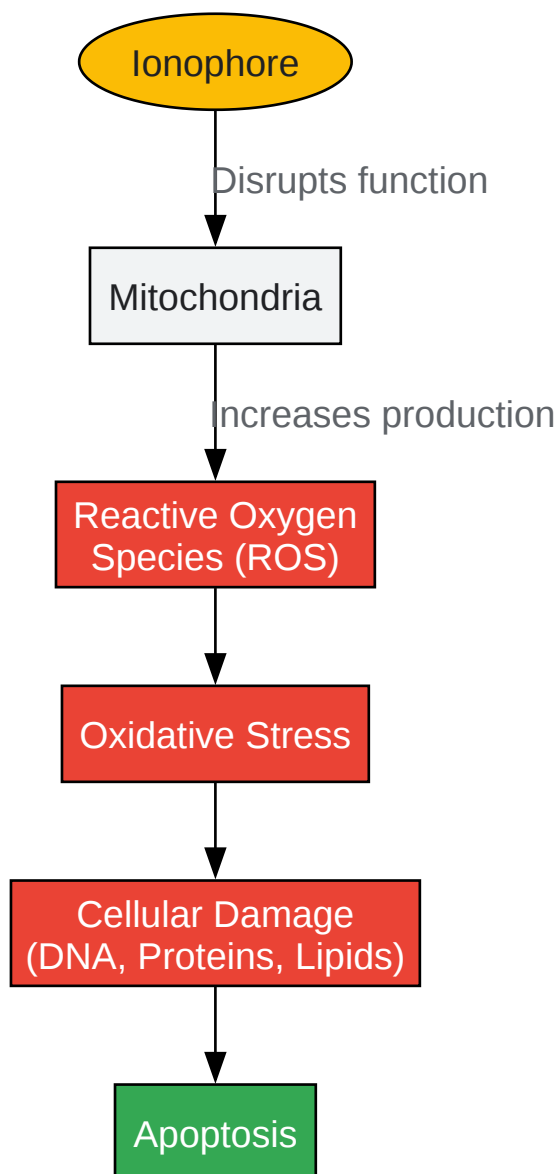 Ionophore
Disrupts function
Mitochondria
Increases production
Reactive Oxygen
Species (ROS)
Oxidative Stress
Cellular Damage
(DNA, Proteins, Lipids)
Apoptosis